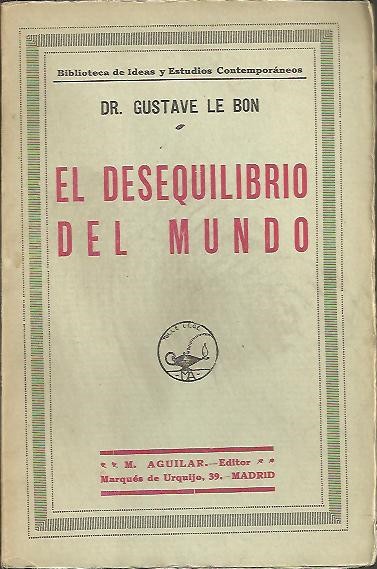 Biblioteca de Ideas y Estudios Contemporáneos
DR. GUSTAVE LE BON
EL DESEQUILIBRIO
DEL MUNDO
MA
M. AGUILAR.—Editor
Marqués de Urquijo, 39.—MADRID